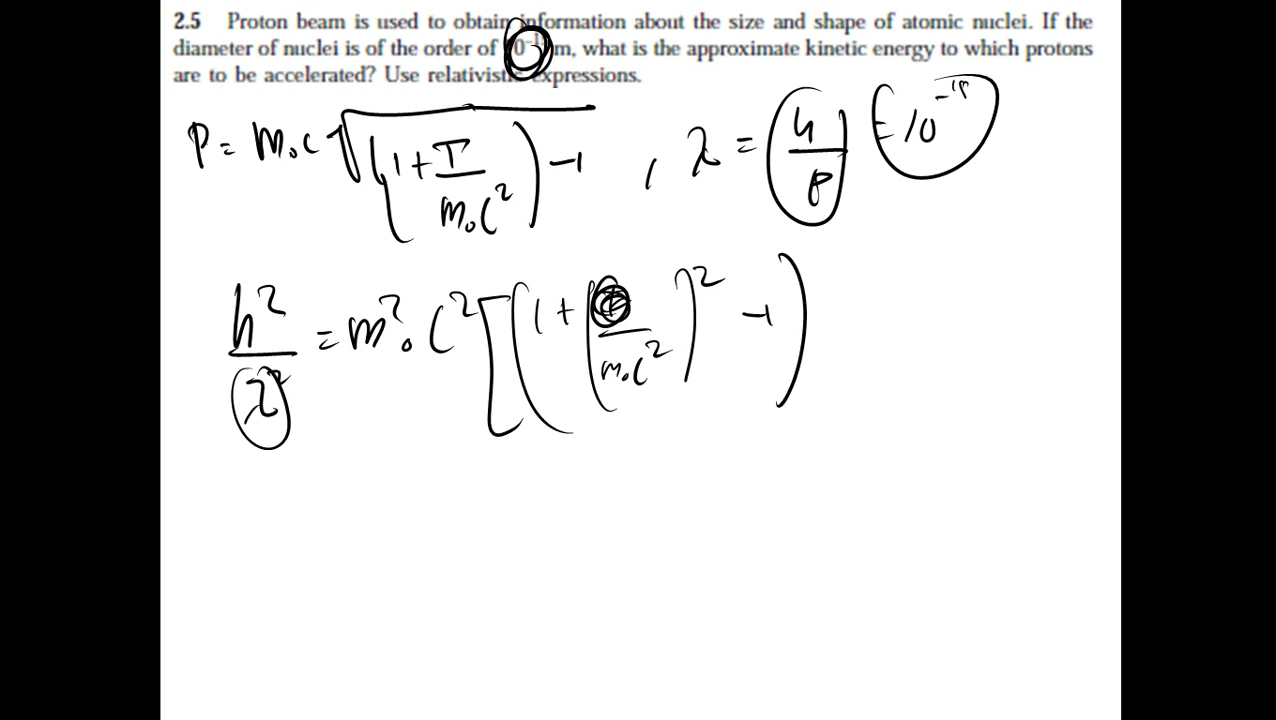 2.5 Proton beam is used to obtain information about the size and shape of atomic nuclei. If the
diameter of nuclei is of the order of m, what is the approximate kinetic energy to which protons
are to be accelerated? Use relativistic expressions.
P = m₀c √((1 + T/m₀c²) - 1 , λ = (h/p) = 10⁻¹⁵
h²/λ² = m₀² c² [((1 + /m₀c²)² - 1)